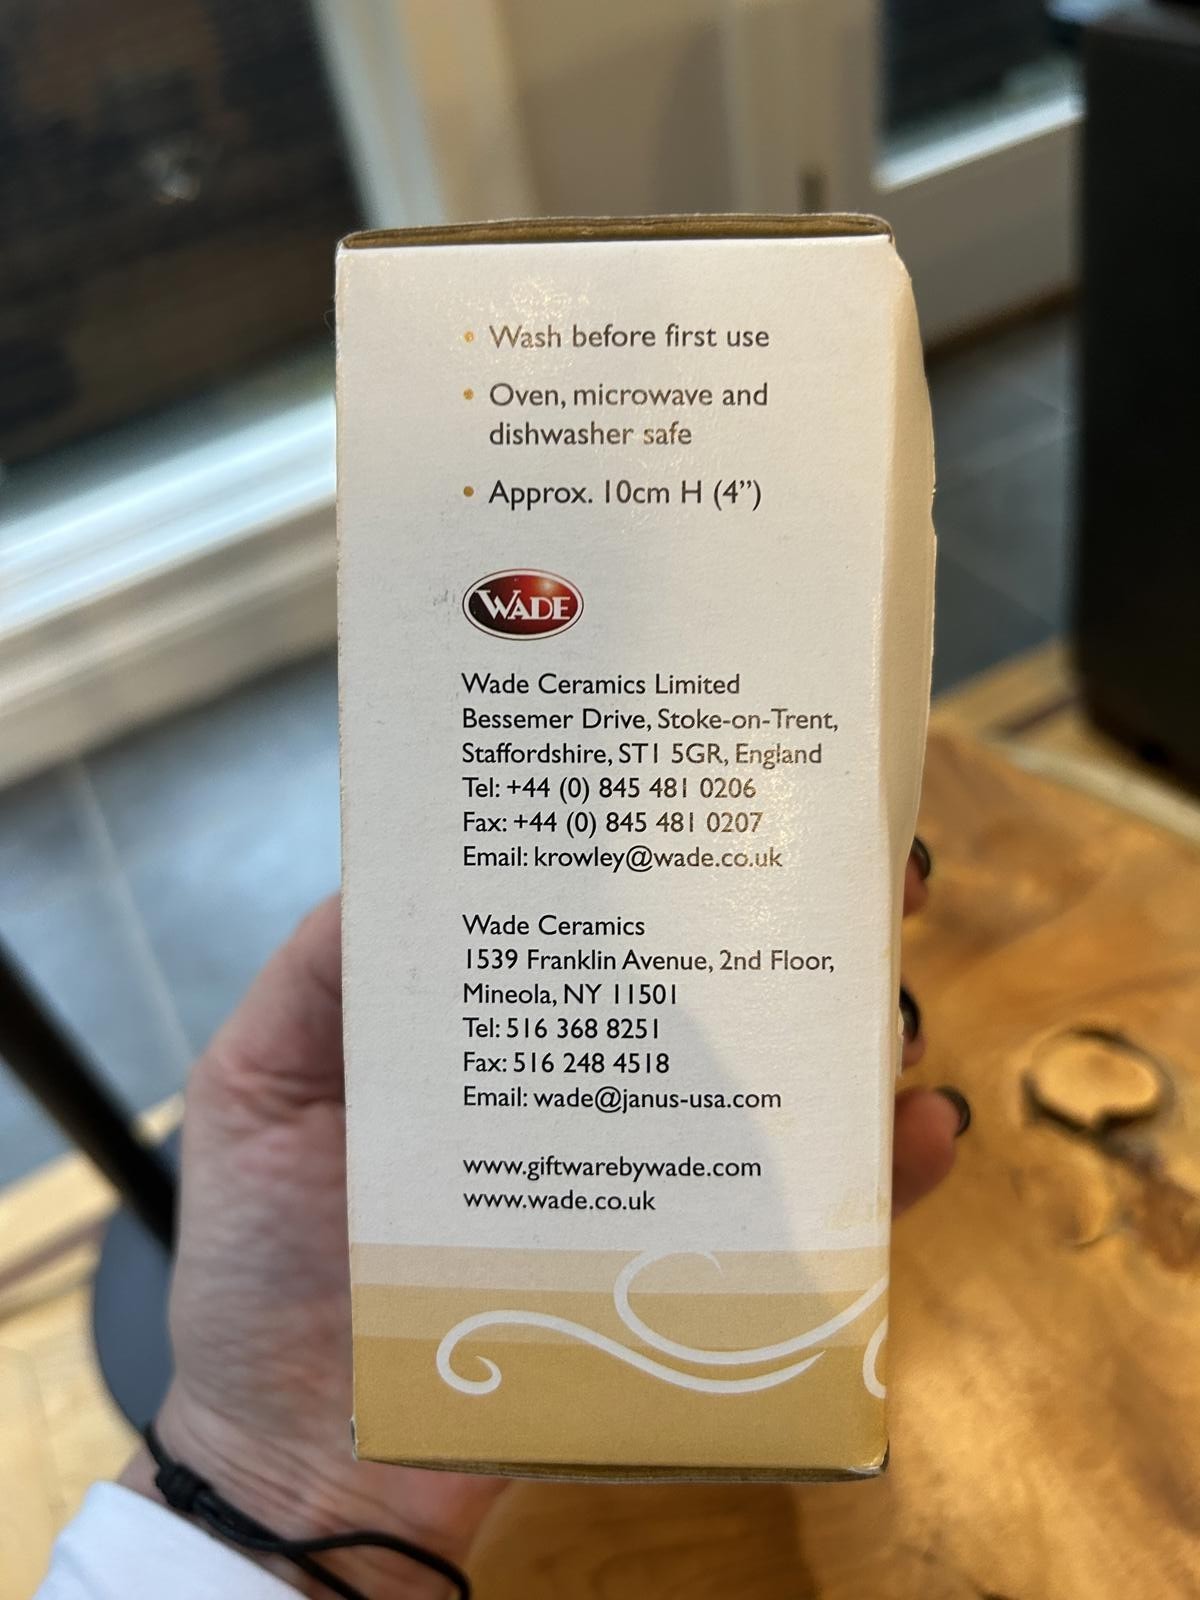 • Wash before first use
• Oven, microwave and
dishwasher safe
• Approx. 10cm H (4”)
WADE
Wade Ceramics Limited
Bessemer Drive, Stoke-on-Trent,
Staffordshire, ST1 5GR, England
Tel: +44 (0) 845 481 0206
Fax: +44 (0) 845 481 0207
Email: krowley@wade.co.uk
Wade Ceramics
1539 Franklin Avenue, 2nd Floor,
Mineola, NY 11501
Tel: 516 368 8251
Fax: 516 248 4518
Email: wade@janus-usa.com
www.giftwarebywade.com
www.wade.co.uk